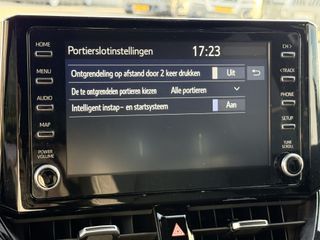 Portierslotinstellingen 17:23
Ontgrendeling op afstand door 2 keer drukken Uit
De te ontgrendelen portieren kiezen Alle portieren
Intelligent instap- en startsysteem Aan
HOME
MENU
AUDIO
MAP
POWER
VOLUME
CH>
<TRACK
PHONE
SETUP
TUNE
SCROLL